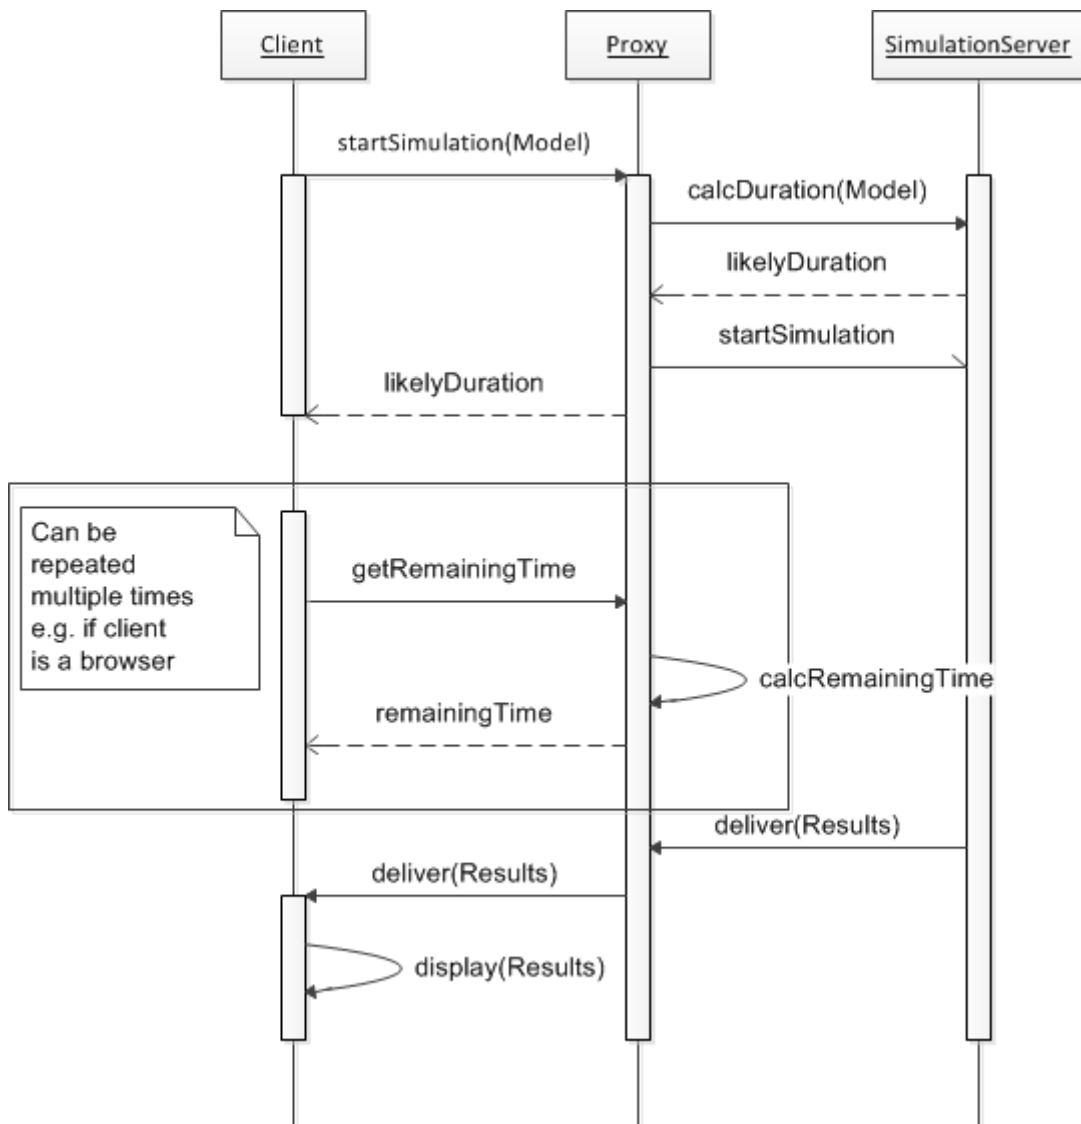 Client
Proxy
SimulationServer
startSimulation(Model)
calcDuration(Model)
likelyDuration
startSimulation
likelyDuration
Can be
repeated
multiple times
e.g. if client
is a browser
getRemainingTime
calcRemainingTime
remainingTime
deliver(Results)
deliver(Results)
display(Results)